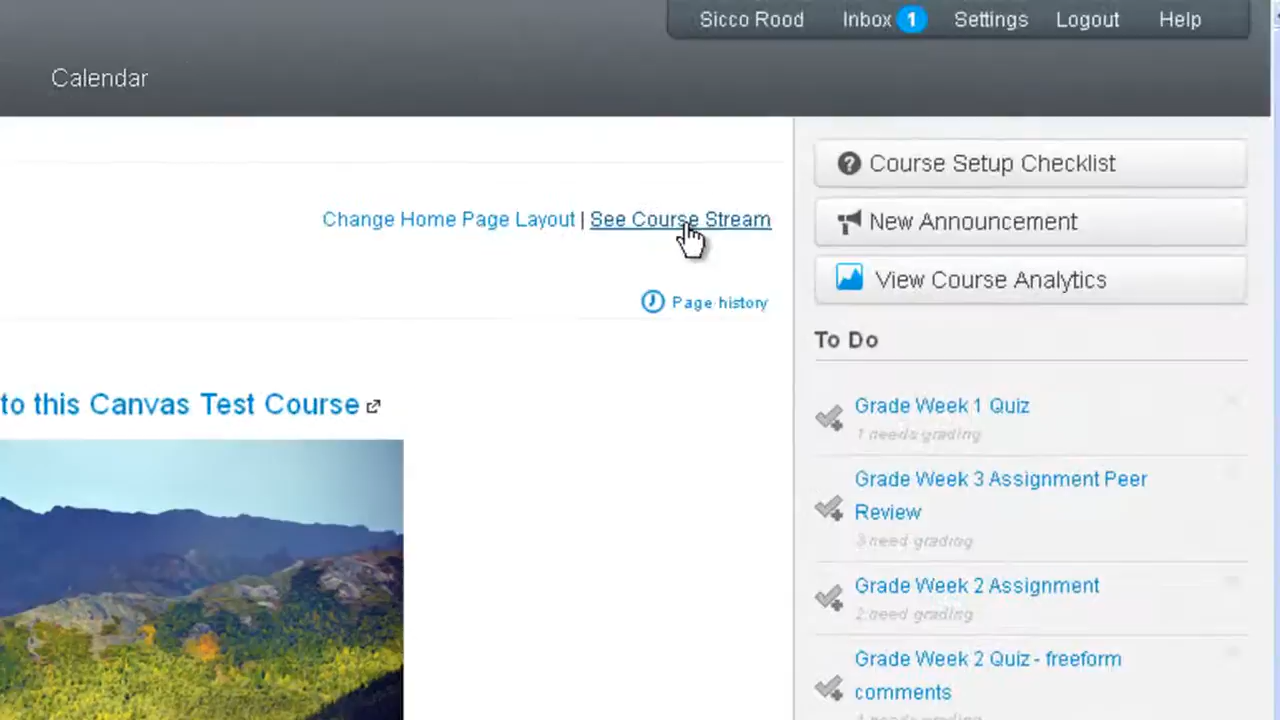 Sicco Rood Inbox 1 Settings Logout Help
Calendar
Course Setup Checklist
Change Home Page Layout | See Course Stream
New Announcement
View Course Analytics
Page history
To Do
to this Canvas Test Course
Grade Week 1 Quiz
1 needs grading
Grade Week 3 Assignment Peer
Review
3 need grading
Grade Week 2 Assignment
2 need grading
Grade Week 2 Quiz - freeform
comments